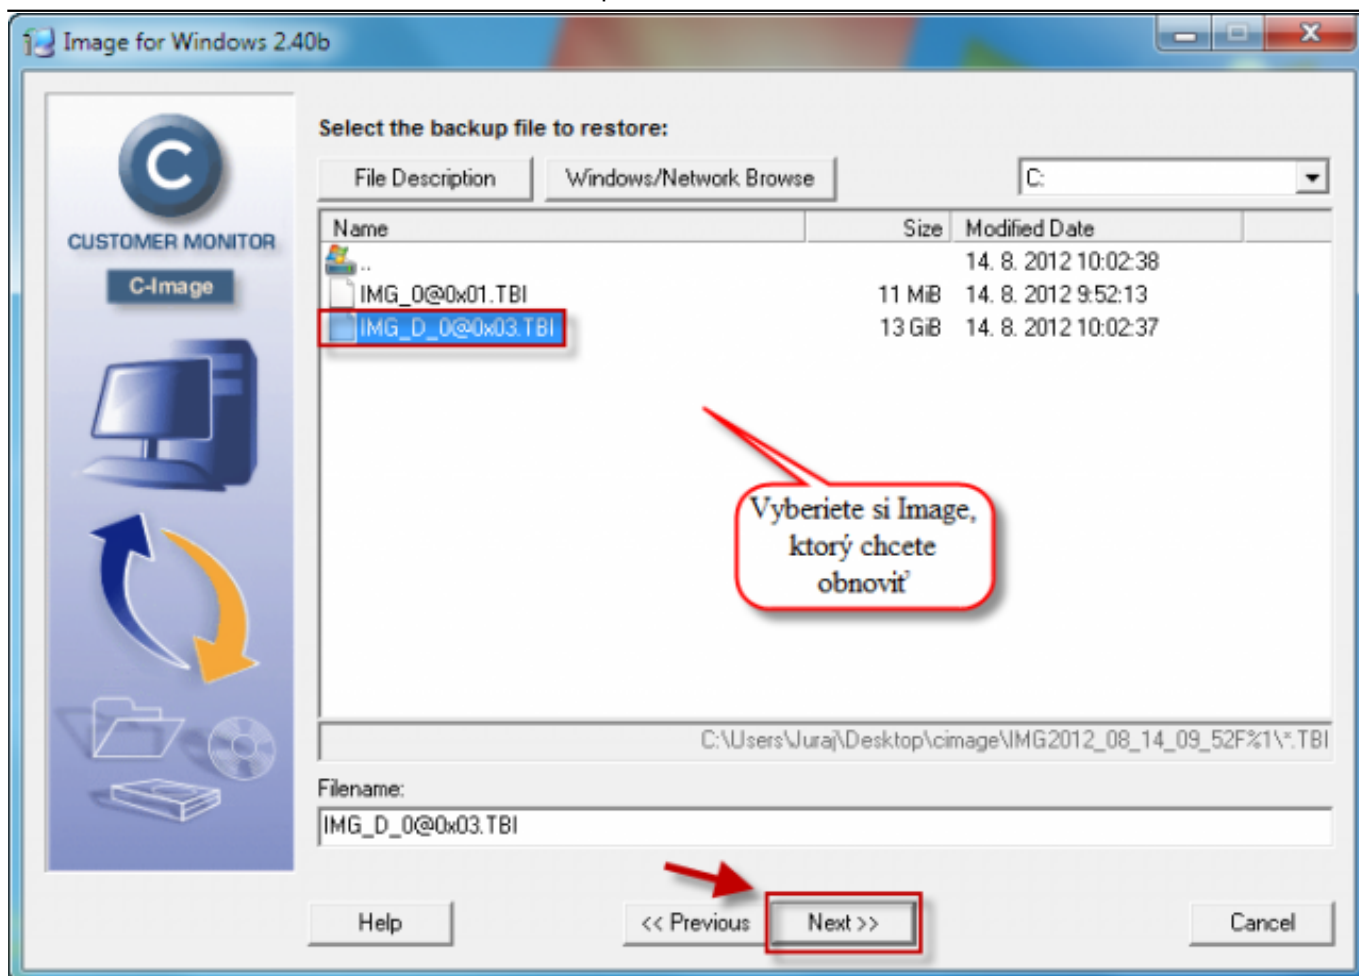 Image for Windows 2.40b
C
CUSTOMER MONITOR
C-Image
Select the backup file to restore:
File Description Windows/Network Browse C:
Name Size Modified Date
.. 14. 8. 2012 10:02:38
IMG_0@0x01.TBI 11 MiB 14. 8. 2012 9:52:13
IMG_D_0@0x03.TBI 13 GiB 14. 8. 2012 10:02:37
Vyberiete si Image,
ktorý chcete
obnoviť
C:\Users\Juraj\Desktop\cimage\IMG2012_08_14_09_52F%1\*.TBI
Filename:
IMG_D_0@0x03.TBI
Help << Previous Next >> Cancel